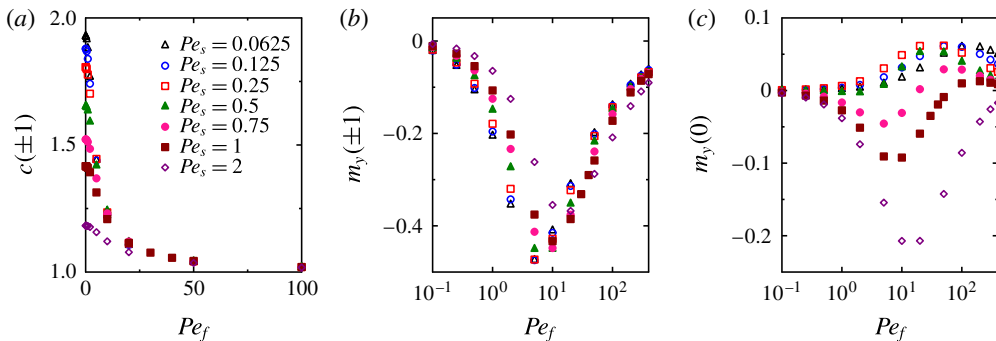 (a)
2.0
1.5
1.0
c(±1)
0
50
100
Pe_f
Pe_s = 0.0625
Pe_s = 0.125
Pe_s = 0.25
Pe_s = 0.5
Pe_s = 0.75
Pe_s = 1
Pe_s = 2
(b)
0
−0.2
−0.4
m_y(±1)
10^−1
10^0
10^1
10^2
Pe_f
(c)
0.1
0
−0.1
−0.2
m_y(0)
10^−1
10^0
10^1
10^2
Pe_f